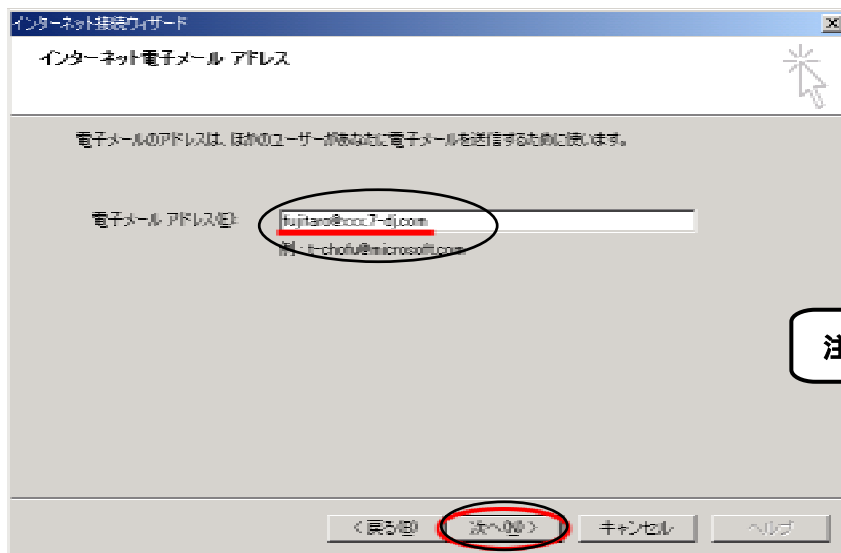 インターネット接続ウィザード
インターネット電子メール アドレス
電子メールのアドレスは、ほかのユーザーがあなたに電子メールを送信するために使います。
電子メール アドレス(E):
例 : t-chofu@microsoft.com
注
< 戻る(B)
次へ(N) >
キャンセル
ヘルプ